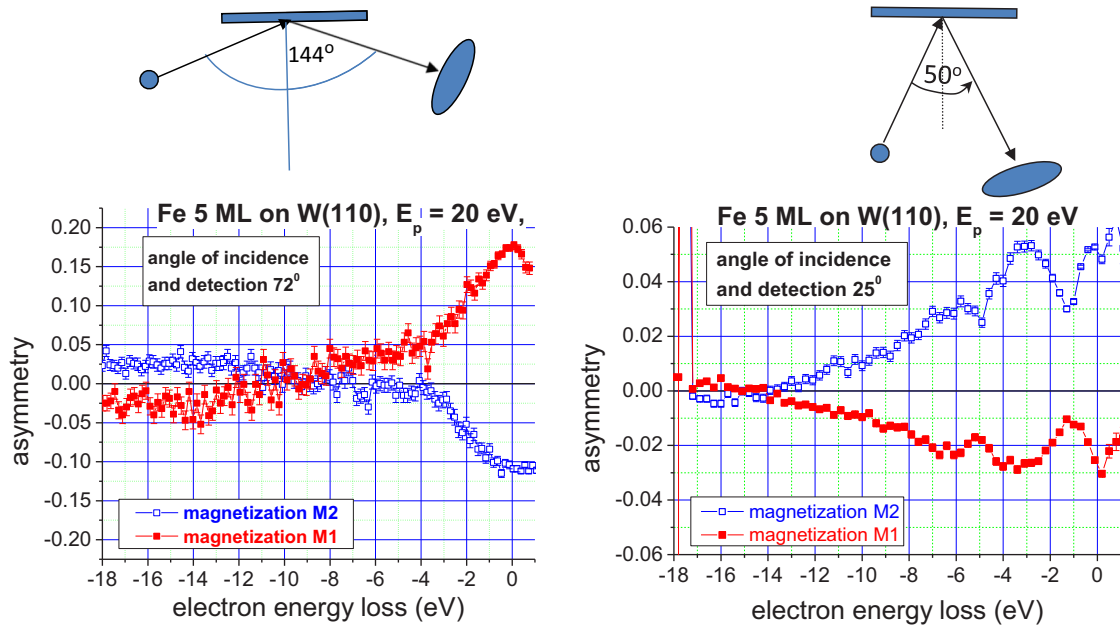 144°
50°
Fe 5 ML on W(110), Eₚ = 20 eV,
angle of incidence
and detection 72⁰
0.20
0.15
0.10
0.05
0.00
-0.05
-0.10
-0.15
-0.20
asymmetry
magnetization M2
magnetization M1
-18 -16 -14 -12 -10 -8 -6 -4 -2 0
electron energy loss (eV)
Fe 5 ML on W(110), Eₚ = 20 eV
angle of incidence
and detection 25⁰
0.06
0.04
0.02
0.00
-0.02
-0.04
-0.06
asymmetry
magnetization M2
magnetization M1
-18 -16 -14 -12 -10 -8 -6 -4 -2 0
electron energy loss (eV)